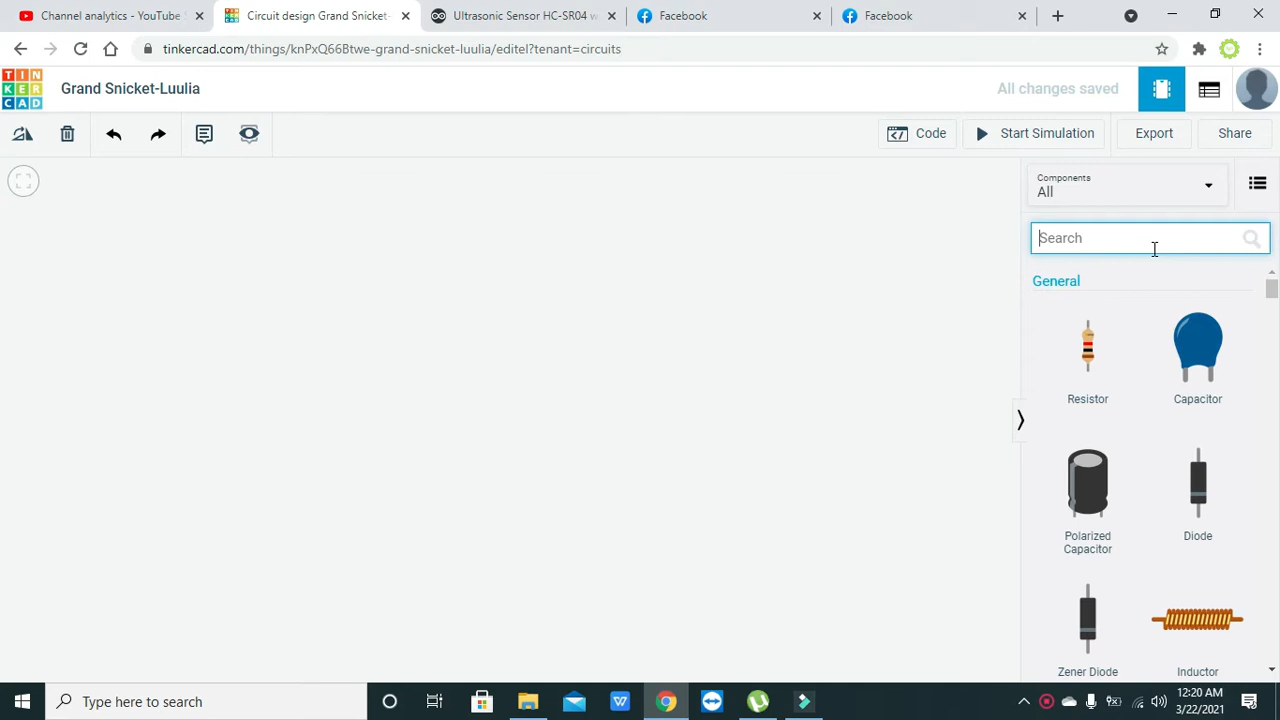 Channel analytics - YouTube
Circuit design Grand Snicket-
Ultrasonic Sensor HC-SR04 w
Facebook
Facebook
tinkercad.com/things/knPxQ66Btwe-grand-snicket-luulia/editel?tenant=circuits
TIN
KER
CAD
Grand Snicket-Luulia
All changes saved
Code
Start Simulation
Export
Share
Components
All
Search
General
Resistor
Capacitor
Polarized
Capacitor
Diode
Zener Diode
Inductor
Type here to search
12:20 AM
3/22/2021